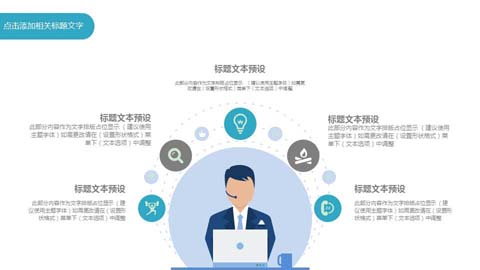 点击添加相关标题文字
标题文本预设
此部分内容作为文字排版占位显示 （建议使用主题字体）如需更
改请在（设置形状格式）菜单下（文本选项）中调整
标题文本预设
此部分内容作为文字排版占位显示 （建议使用
主题字体）如需更改请在（设置形状格式）菜
单下（文本选项）中调整
标题文本预设
此部分内容作为文字排版占位显示 （建议使用
主题字体）如需更改请在（设置形状格式）菜
单下（文本选项）中调整
标题文本预设
此部分内容作为文字排版占位显示 （建
议使用主题字体）如需更改请在（设置形
状格式）菜单下（文本选项）中调整
标题文本预设
此部分内容作为文字排版占位显示 （建
议使用主题字体）如需更改请在（设置形
状格式）菜单下（文本选项）中调整